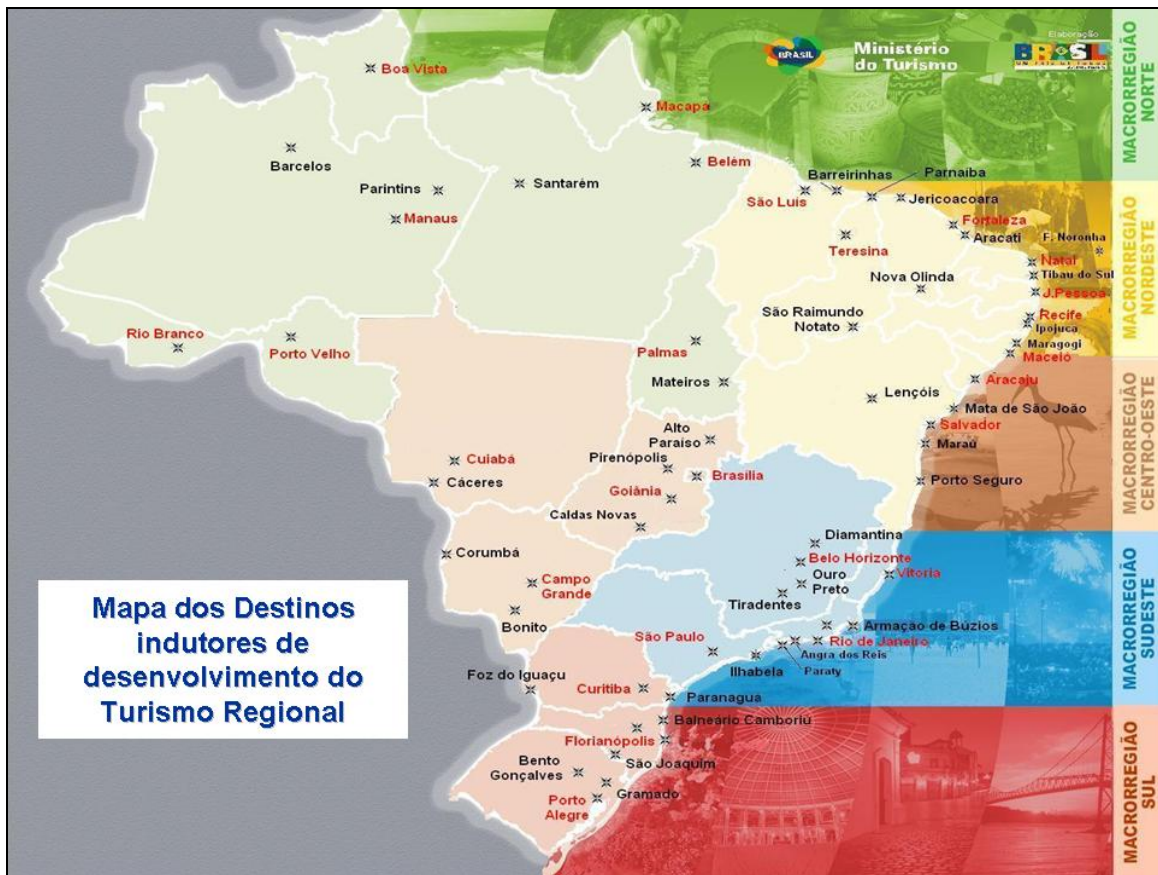 BRASIL
Ministério
do Turismo
Elaboração
BRASIL
MACRORREGIÃO
NORTE
MACRORREGIÃO
NORDESTE
MACRORREGIÃO
CENTRO-OESTE
MACRORREGIÃO
SUDESTE
MACRORREGIÃO
SUL
Boa Vista
Macapá
Barcelos
Belém
Parintins
Santarém
Manaus
Barreirinhas
Parnaiba
São Luís
Jericoacoara
Fortaleza
Aracati
F. Noronha
Teresina
Natal
Tibau do Sul
Nova Olinda
J.Pessoa
São Raimundo
Notato
Recife
Ipojuca
Maragogi
Maceió
Rio Branco
Porto Velho
Palmas
Mateiros
Aracaju
Lençóis
Mata de São João
Salvador
Maraú
Alto
Paraíso
Pirenópolis
Cuiabá
Cáceres
Brasília
Goiânia
Porto Seguro
Caldas Novas
Diamantina
Corumbá
Belo Horizonte
Vitoria
Ouro
Preto
Campo
Grande
Tiradentes
Bonito
Armação de Búzios
São Paulo
Rio de Janeiro
Angra dos Reis
Ilhabela
Paraty
Foz do Iguaçu
Curitiba
Paranagua
Balneário Camboriú
Florianópolis
São Joaquim
Bento
Gonçalves
Gramado
Porto
Alegre
Mapa dos Destinos
indutores de
desenvolvimento do
Turismo Regional